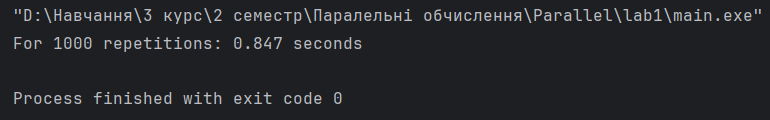 "D:\Навчання\3 курс\2 семестр\Паралельні обчислення\Parallel\lab1\main.exe"
For 1000 repetitions: 0.847 seconds
Process finished with exit code 0